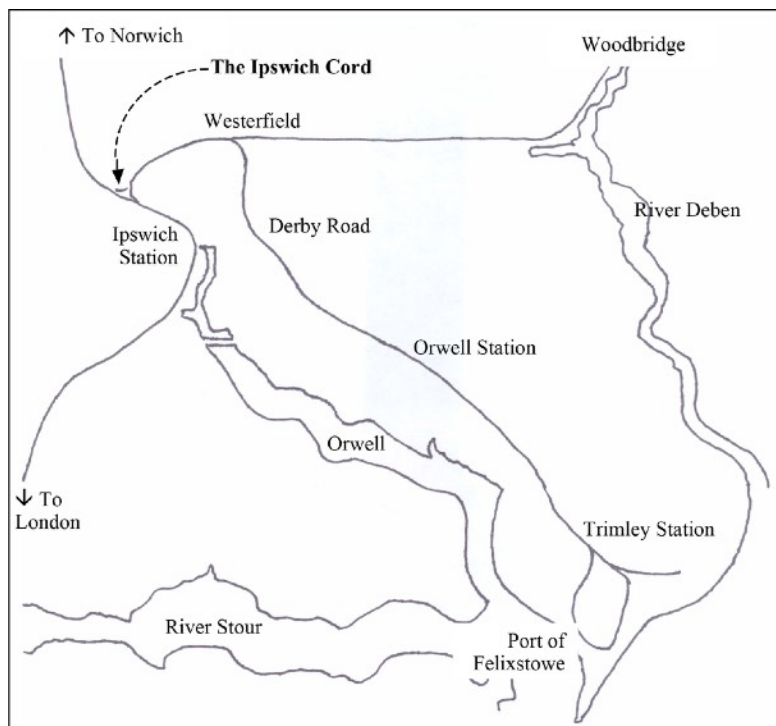 ↑ To Norwich
Woodbridge
The Ipswich Cord
Westerfield
River Deben
Derby Road
Ipswich
Station
Orwell Station
Orwell
↓ To
London
Trimley Station
River Stour
Port of
Felixstowe